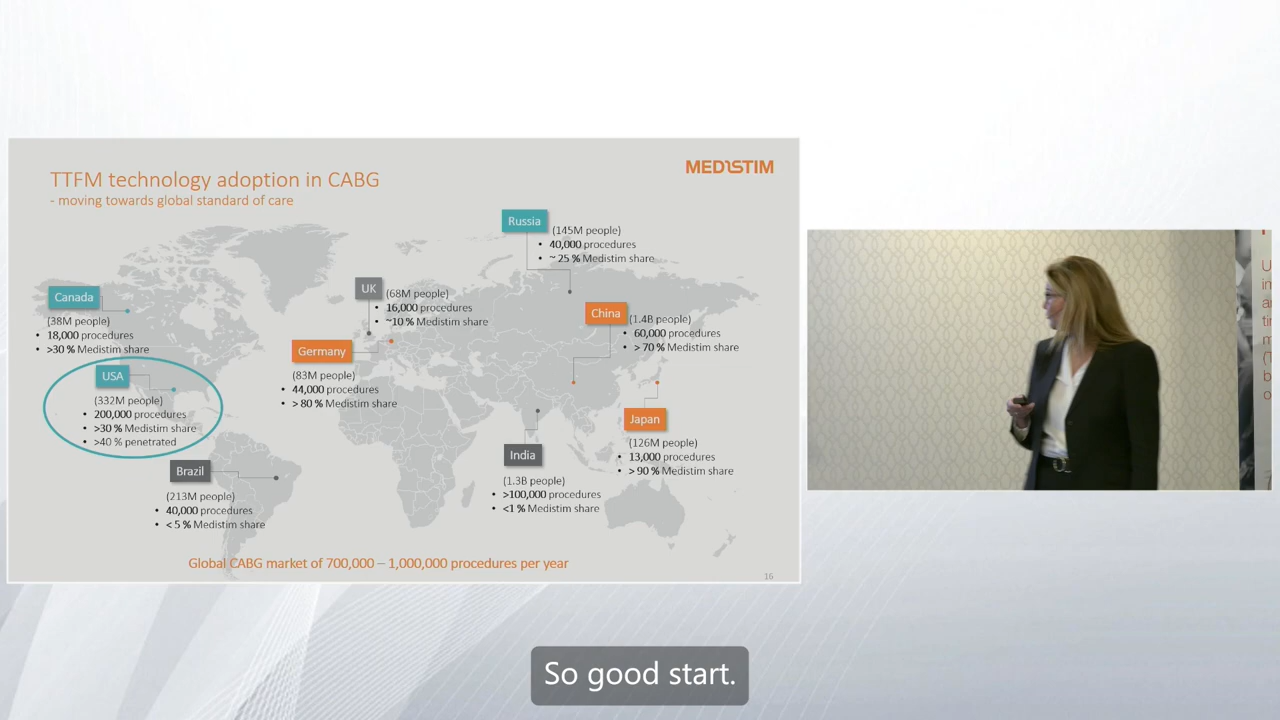 TTFM technology adoption in CABG
- moving towards global standard of care
MEDISTIM
Russia
(145M people)
• 40,000 procedures
• ~ 25 % Medistim share
Canada
(38M people)
• 18,000 procedures
• >30 % Medistim share
UK
(68M people)
• 16,000 procedures
• ~10 % Medistim share
China
(1.4B people)
• 60,000 procedures
• > 70 % Medistim share
Germany
(83M people)
• 44,000 procedures
• > 80 % Medistim share
USA
(332M people)
• 200,000 procedures
• >30 % Medistim share
• >40 % penetrated
Japan
(126M people)
• 13,000 procedures
• > 90 % Medistim share
India
(1.3B people)
• >100,000 procedures
• <1 % Medistim share
Brazil
(213M people)
• 40,000 procedures
• < 5 % Medistim share
Global CABG market of 700,000 – 1,000,000 procedures per year
16
So good start.